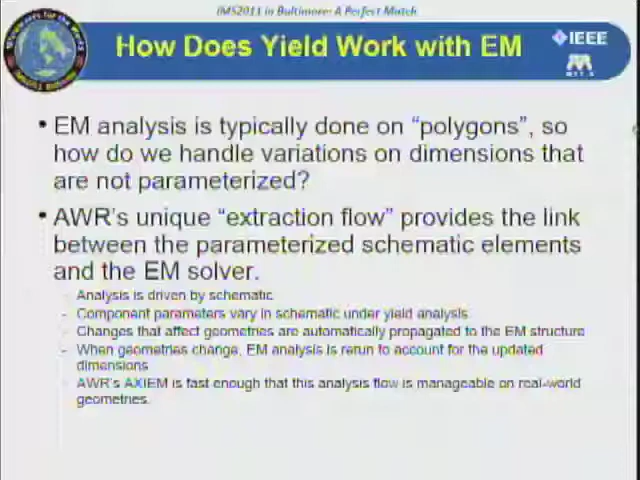 IMS2011 in Baltimore: A Perfect Match
How Does Yield Work with EM
IEEE
• EM analysis is typically done on "polygons", so
how do we handle variations on dimensions that
are not parameterized?
• AWR's unique "extraction flow" provides the link
between the parameterized schematic elements
and the EM solver.
- Analysis is driven by schematic
- Component parameters vary in schematic under yield analysis
- Changes that affect geometries are automatically propagated to the EM structure
- When geometries change, EM analysis is rerun to account for the updated
dimensions
- AWR's AXIEM is fast enough that this analysis flow is manageable on real-world
geometries.